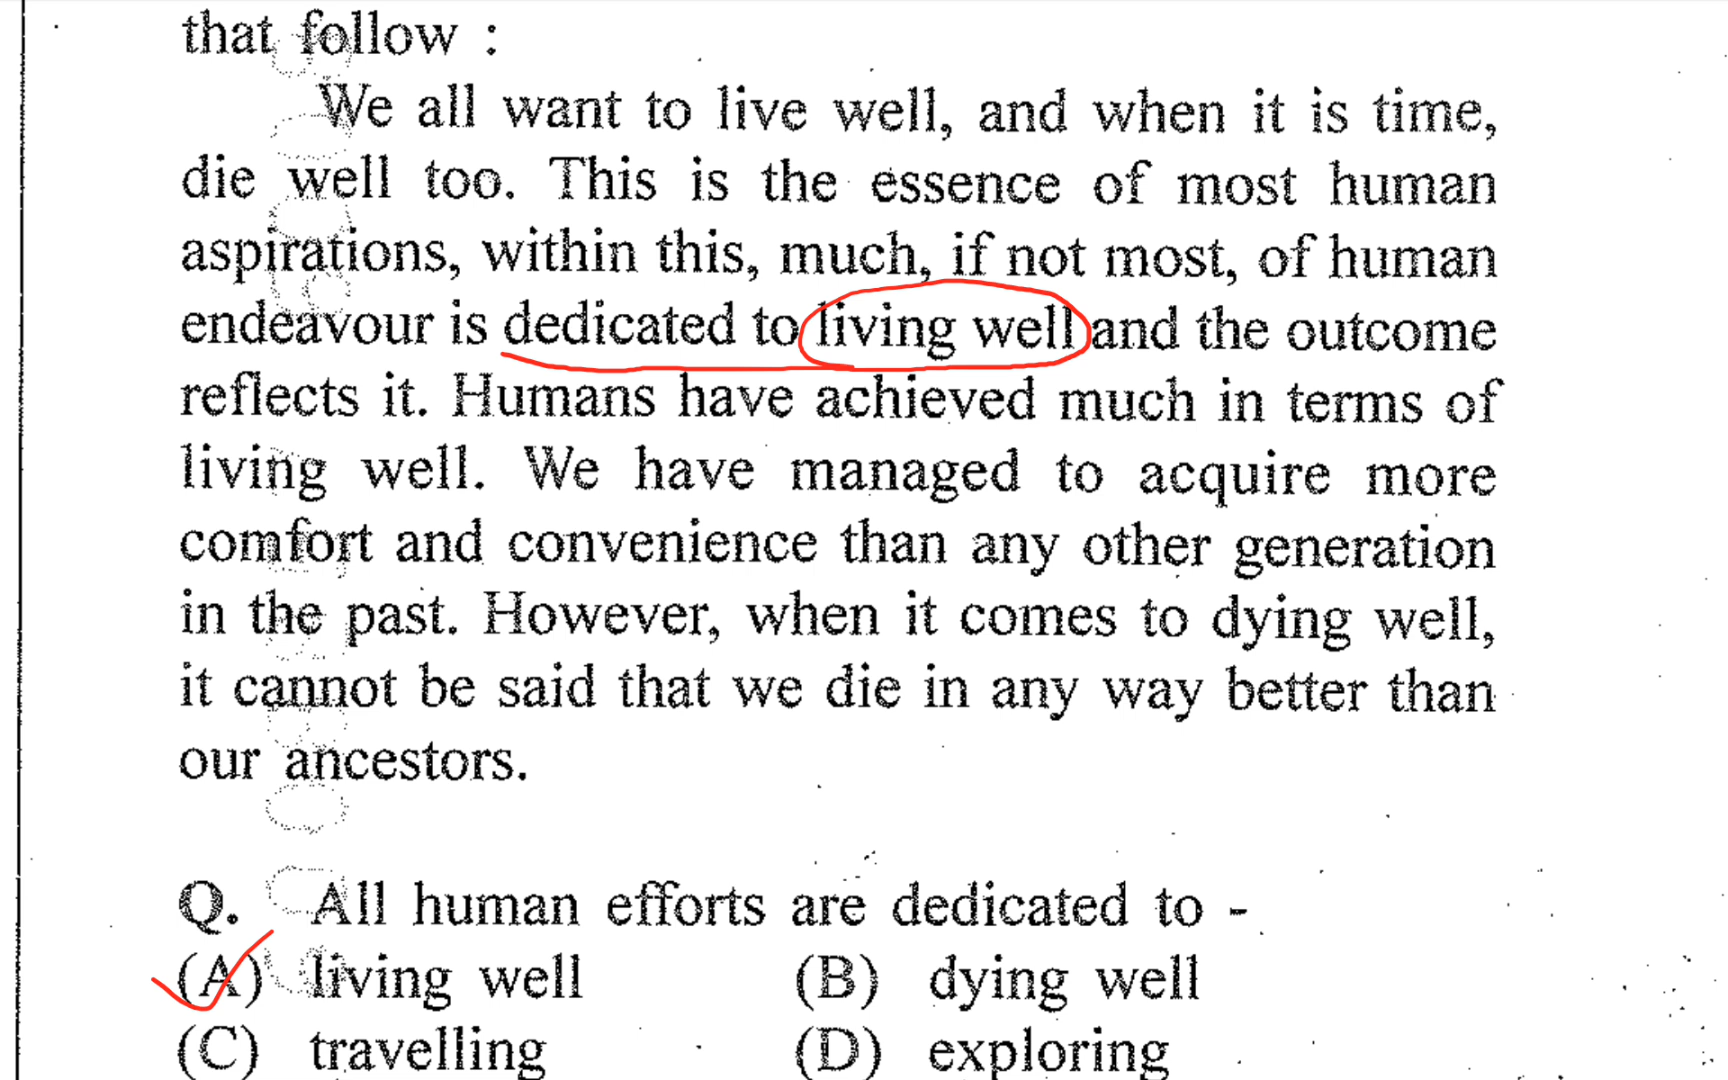 that follow :
We all want to live well, and when it is time,
die well too. This is the essence of most human
aspirations, within this, much, if not most, of human
endeavour is dedicated to living well and the outcome
reflects it. Humans have achieved much in terms of
living well. We have managed to acquire more
comfort and convenience than any other generation
in the past. However, when it comes to dying well,
it cannot be said that we die in any way better than
our ancestors.
Q. All human efforts are dedicated to -
(A) living well (B) dying well
(C) travelling (D) exploring